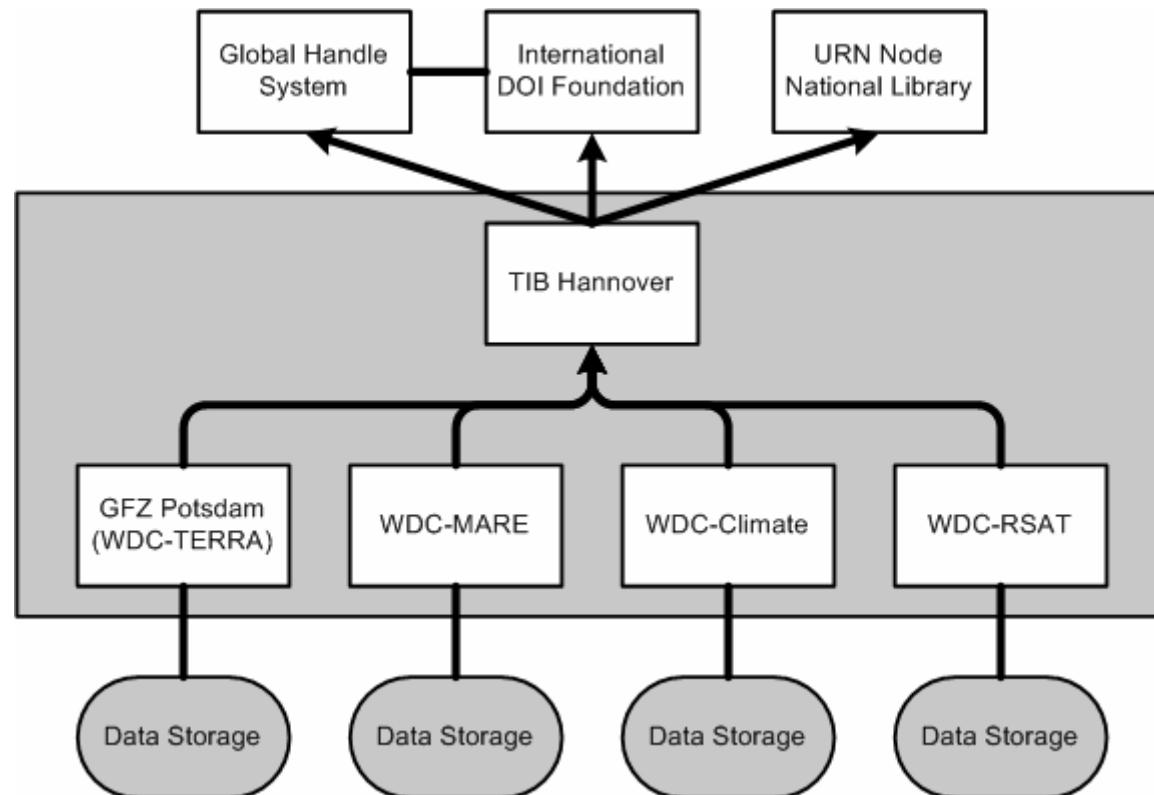 Global Handle
System
International
DOI Foundation
URN Node
National Library
TIB Hannover
GFZ Potsdam
(WDC-TERRA)
WDC-MARE
WDC-Climate
WDC-RSAT
Data Storage
Data Storage
Data Storage
Data Storage